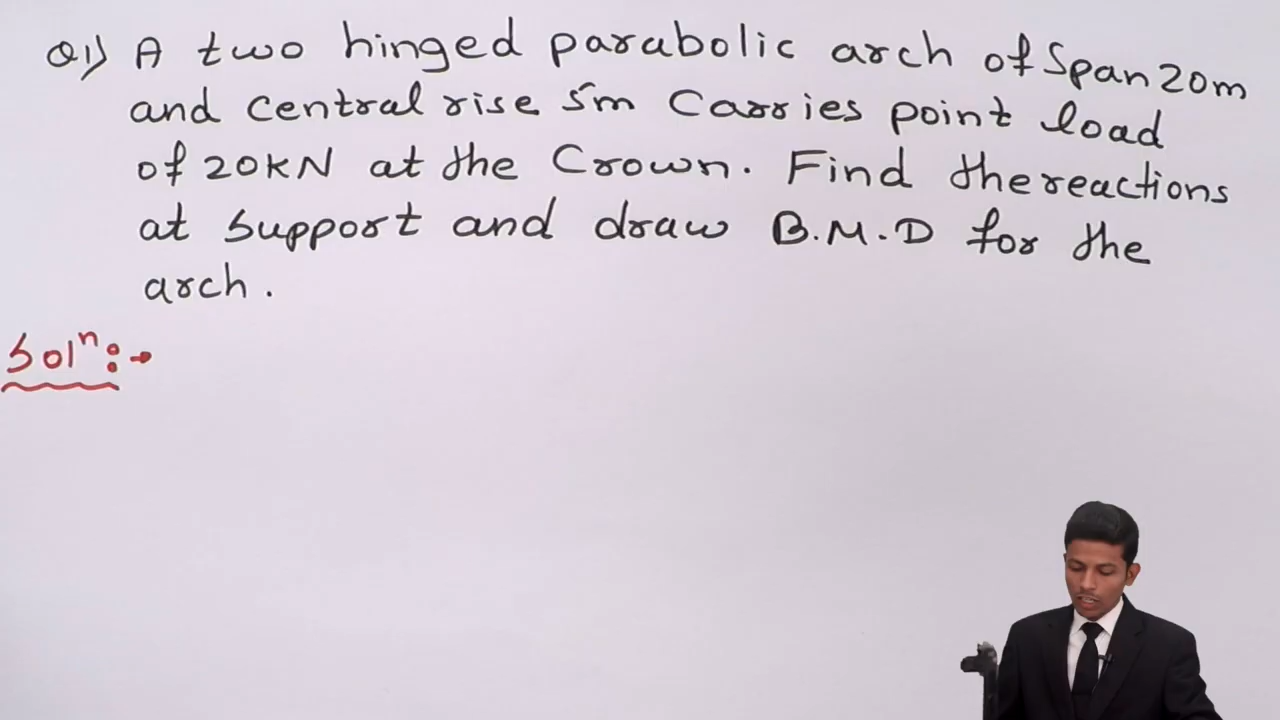 Q1) A two hinged parabolic arch of Span 20m
and central rise 5m Carries point load
of 20KN at the Crown. Find the reactions
at support and draw B.M.D for the
arch.
Solⁿ:-